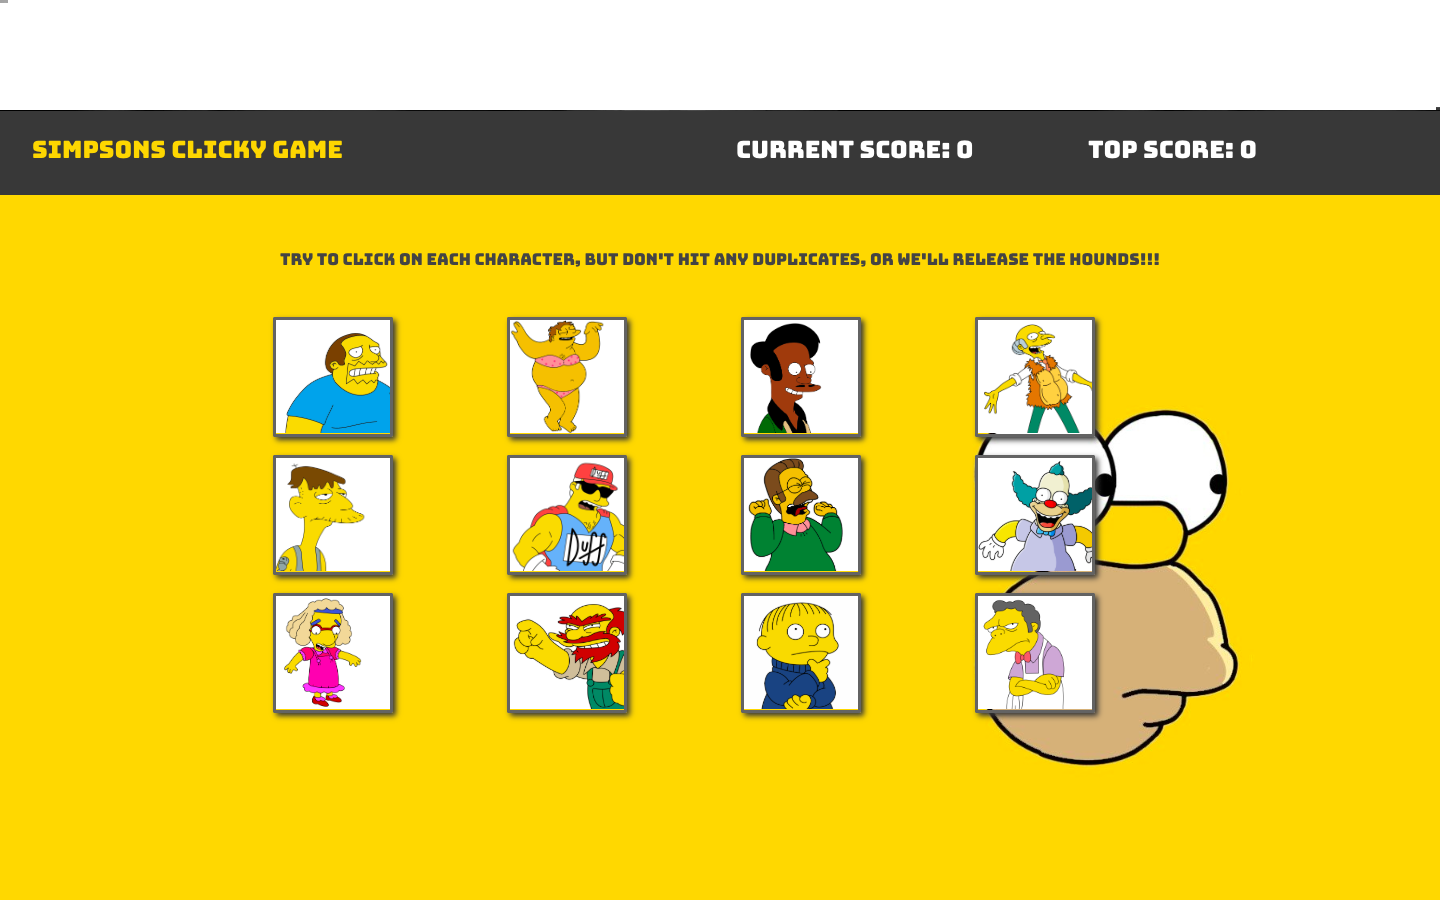 SIMPSONS CLICKY GAME
CURRENT SCORE: 0
TOP SCORE: 0
TRY TO CLICK ON EACH CHARACTER, BUT DON'T HIT ANY DUPLICATES, OR WE'LL RELEASE THE HOUNDS!!!
Duff